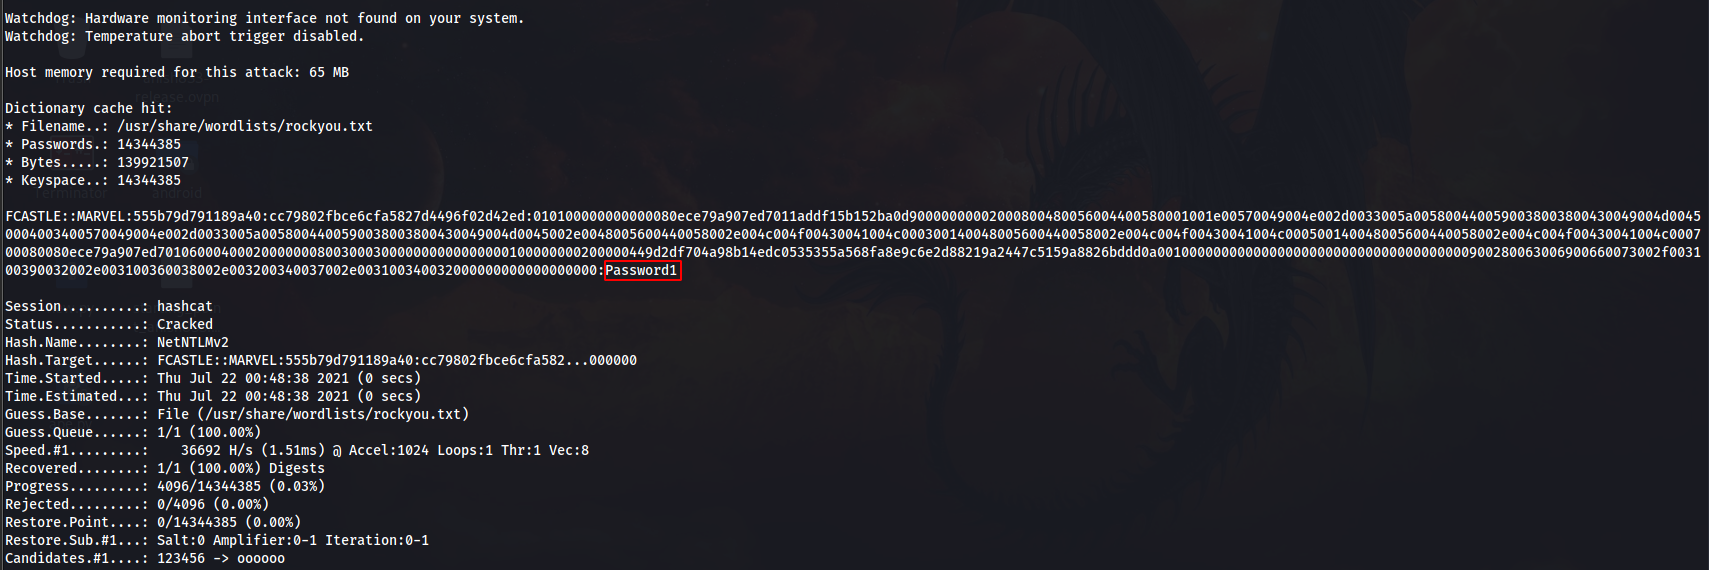 Watchdog: Hardware monitoring interface not found on your system.
Watchdog: Temperature abort trigger disabled.
Host memory required for this attack: 65 MB
Dictionary cache hit:
* Filename..: /usr/share/wordlists/rockyou.txt
* Passwords.: 14344385
* Bytes.....: 139921507
* Keyspace..: 14344385
FCASTLE::MARVEL:555b79d791189a40:cc79802fbce6cfa5827d4496f02d42ed:010100000000000080ece79a907ed7011addf15b152ba0d90000000002000800480056004400580001001e00570049004e002d0033005a00580044005900380038004300490​04d0045
0004003400570049004e002d0033005a0058004400590038003800430049004d0045002e0048005600440058002e004c004f00430041004c000300140048005600440058002e004c004f00430041004c000500140048005600440058002e004c004f00430041004c0007
00080080ece79a907ed70106000400020000000800300030000000000000000100000000200000449d2df704a98b14edc0535355a568fa8e9c6e2d88219a2447c5159a8826bddd0a001000000000000000000000000000000000000900280063006900660073002f0031
00390032002e003100360038002e003200340037002e003100340032000000000000000000:Password1
Session..........: hashcat
Status...........: Cracked
Hash.Name........: NetNTLMv2
Hash.Target......: FCASTLE::MARVEL:555b79d791189a40:cc79802fbce6cfa582...000000
Time.Started.....: Thu Jul 22 00:48:38 2021 (0 secs)
Time.Estimated...: Thu Jul 22 00:48:38 2021 (0 secs)
Guess.Base.......: File (/usr/share/wordlists/rockyou.txt)
Guess.Queue......: 1/1 (100.00%)
Speed.#1.........:    36692 H/s (1.51ms) @ Accel:1024 Loops:1 Thr:1 Vec:8
Recovered........: 1/1 (100.00%) Digests
Progress.........: 4096/14344385 (0.03%)
Rejected.........: 0/4096 (0.00%)
Restore.Point....: 0/14344385 (0.00%)
Restore.Sub.#1...: Salt:0 Amplifier:0-1 Iteration:0-1
Candidates.#1....: 123456 -> oooooo